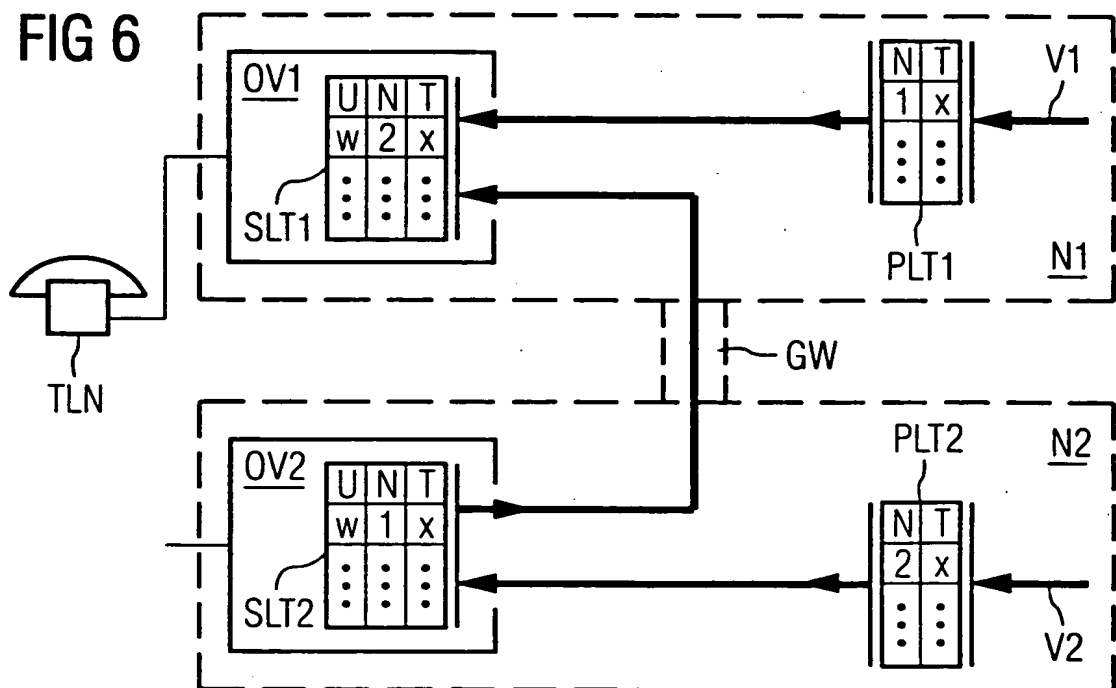 FIG 6
OV1
U N T
w 2 x
SLT1
N T
1 x
PLT1
V1
N1
TLN
GW
OV2
U N T
w 1 x
SLT2
PLT2
N T
2 x
N2
V2